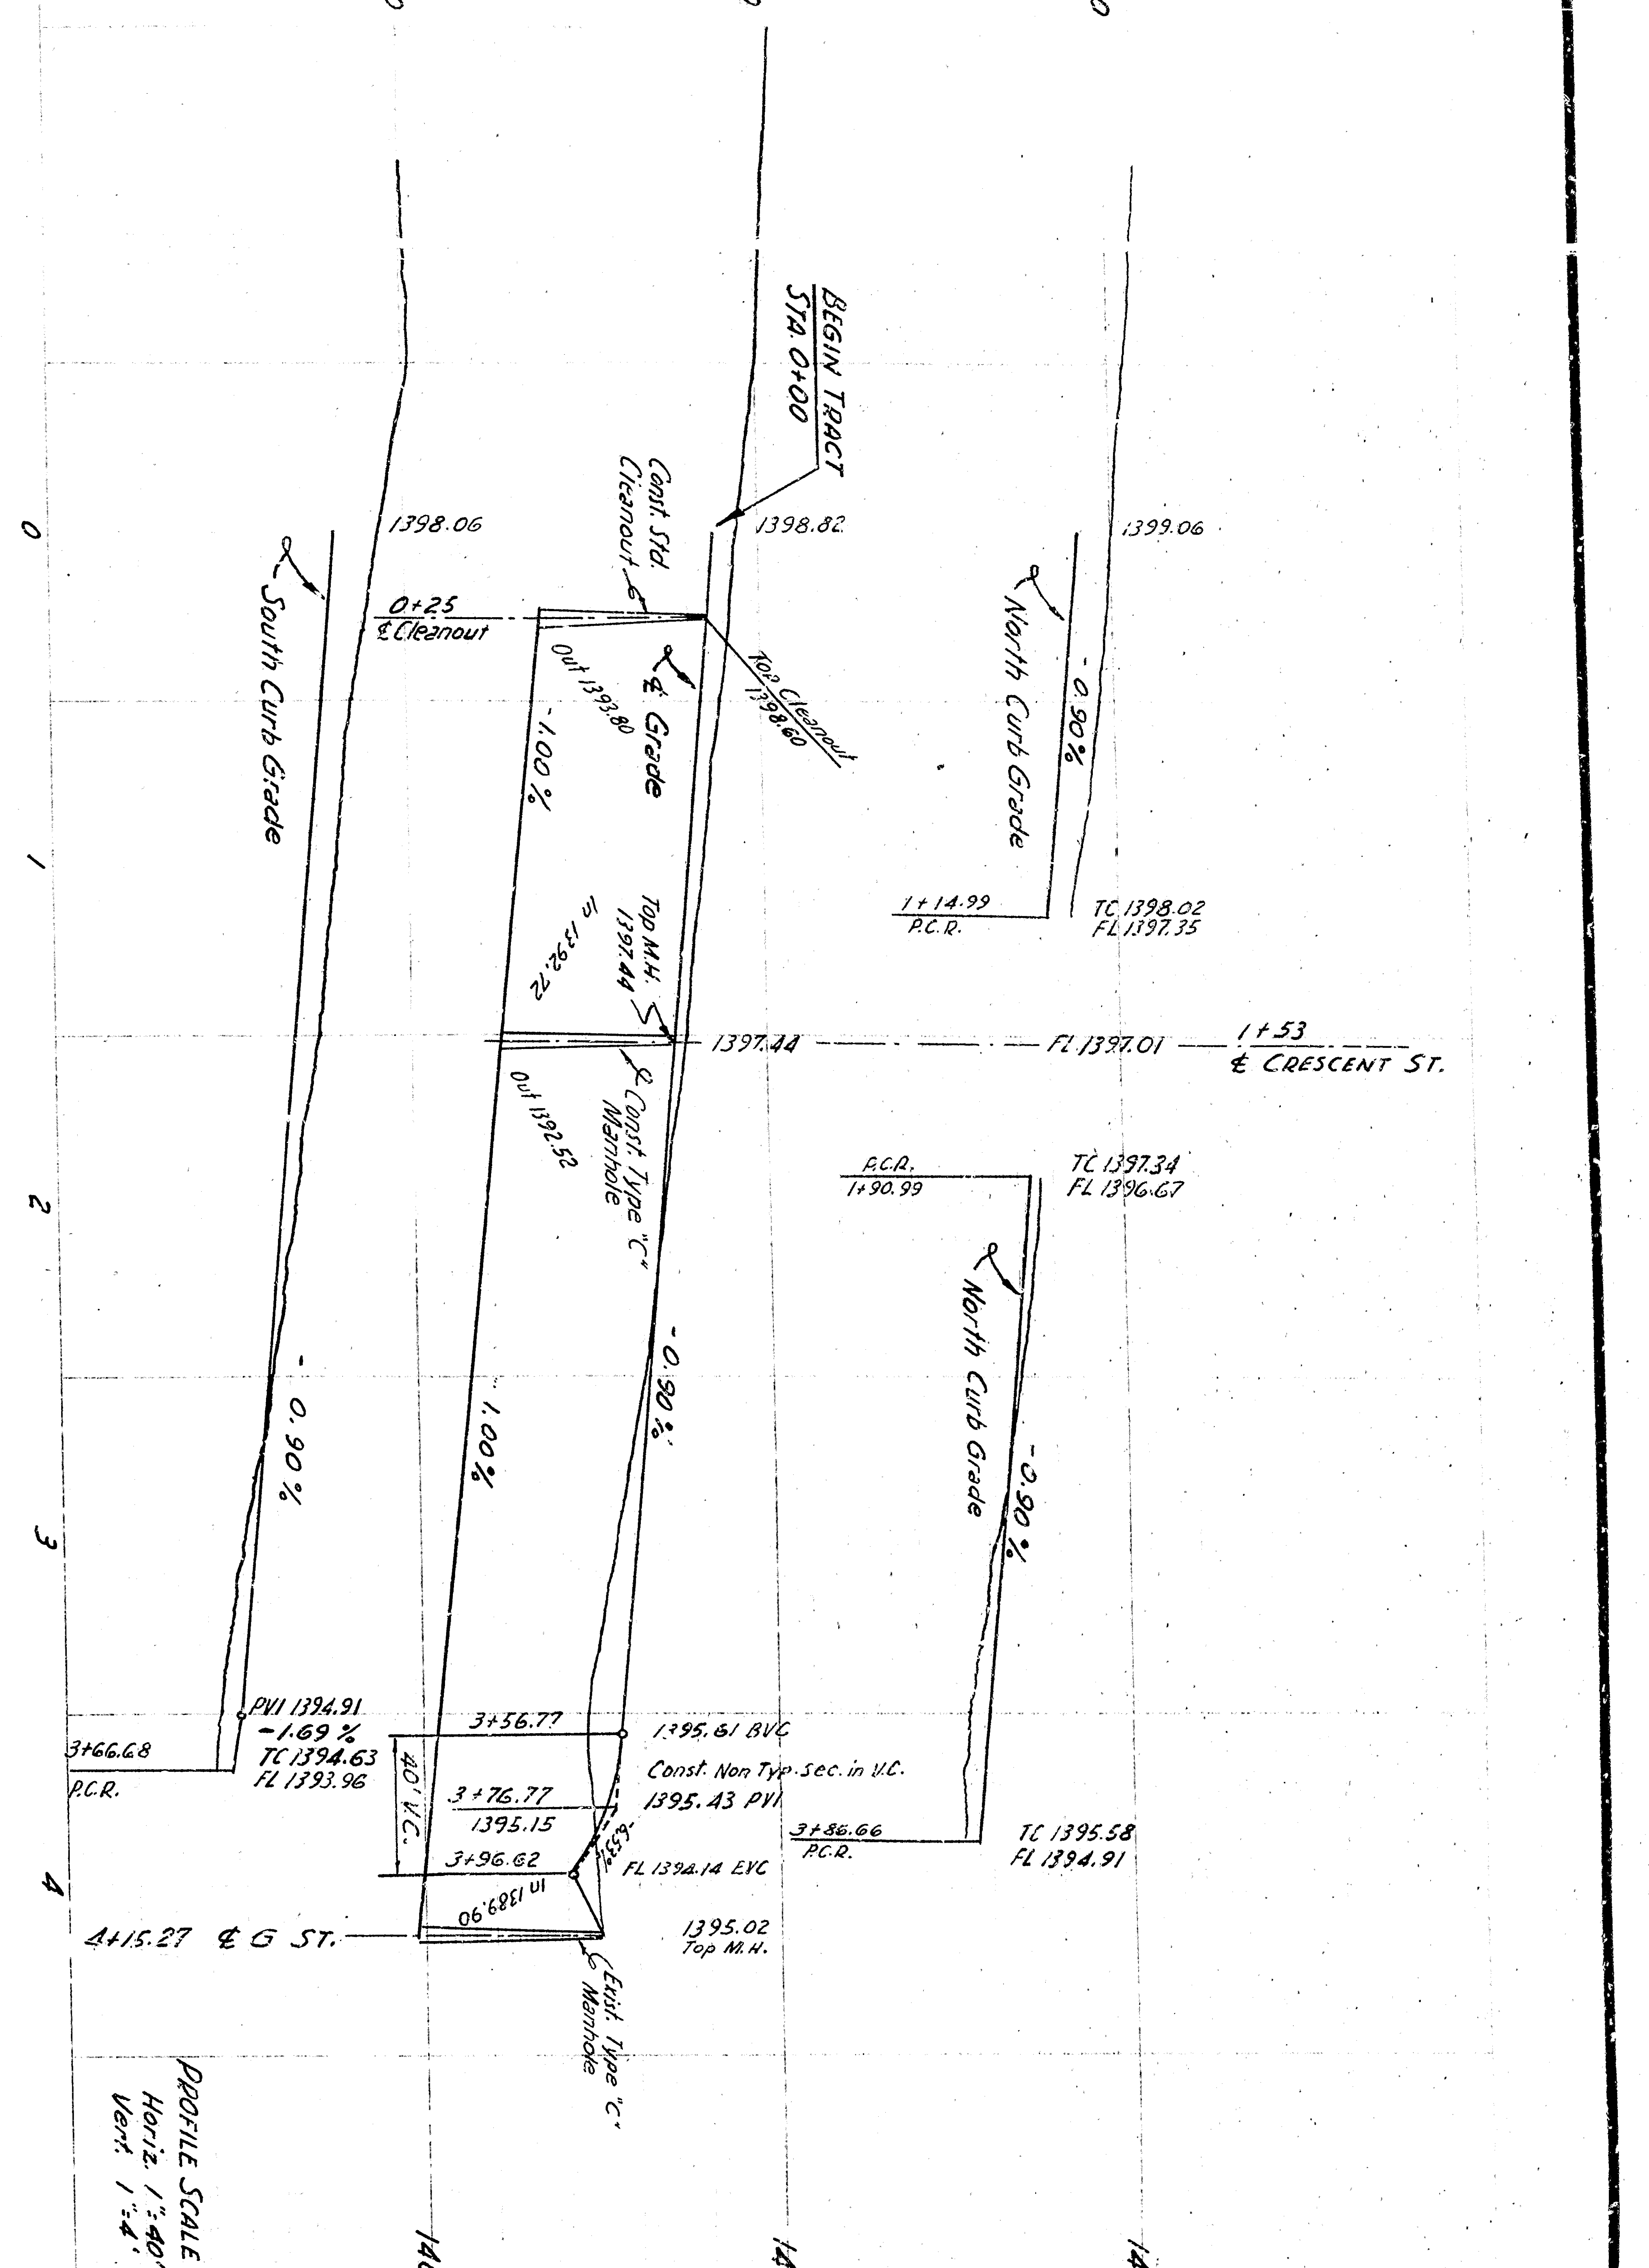 BEGIN TRACT
STA. 0+00
1398.06
1398.82
1399.06
Const. Std.
Cleanout
0+25
℄ Cleanout
Out 1393.80
Top Cleanout
1398.60
South Curb Grade
℄ Grade
- 1.00 %
North Curb Grade
- 0.90 %
1+14.99
P.C.R.
TC 1398.02
FL 1397.35
Top M.H.
1397.44
In 1392.72
1397.44
FL 1397.01
1+53
℄ CRESCENT ST.
Out 1392.52
Const. Type "C"
Manhole
P.C.R.
1+90.99
TC 1397.34
FL 1396.67
North Curb Grade
- 0.90 %
- 0.90 %
- 1.00 %
- 0.90 %
PVI 1394.91
-1.69 %
TC 1394.63
FL 1393.96
3+66.68
P.C.R.
3+56.77
1395.61 BVC
40' V.C.
Const. Non Typ. Sec. in V.C.
3+76.77
1395.15
1395.43 PVI
3+86.66
P.C.R.
TC 1395.58
FL 1394.91
3+96.62
FL 1394.14 EVC
In 1389.90
4+15.27 ℄ G ST.
1395.02
Top M.H.
Exist. Type "C"
Manhole
0
1
2
3
4
PROFILE SCALE
Horiz. 1"=40'
Vert. 1"=4'